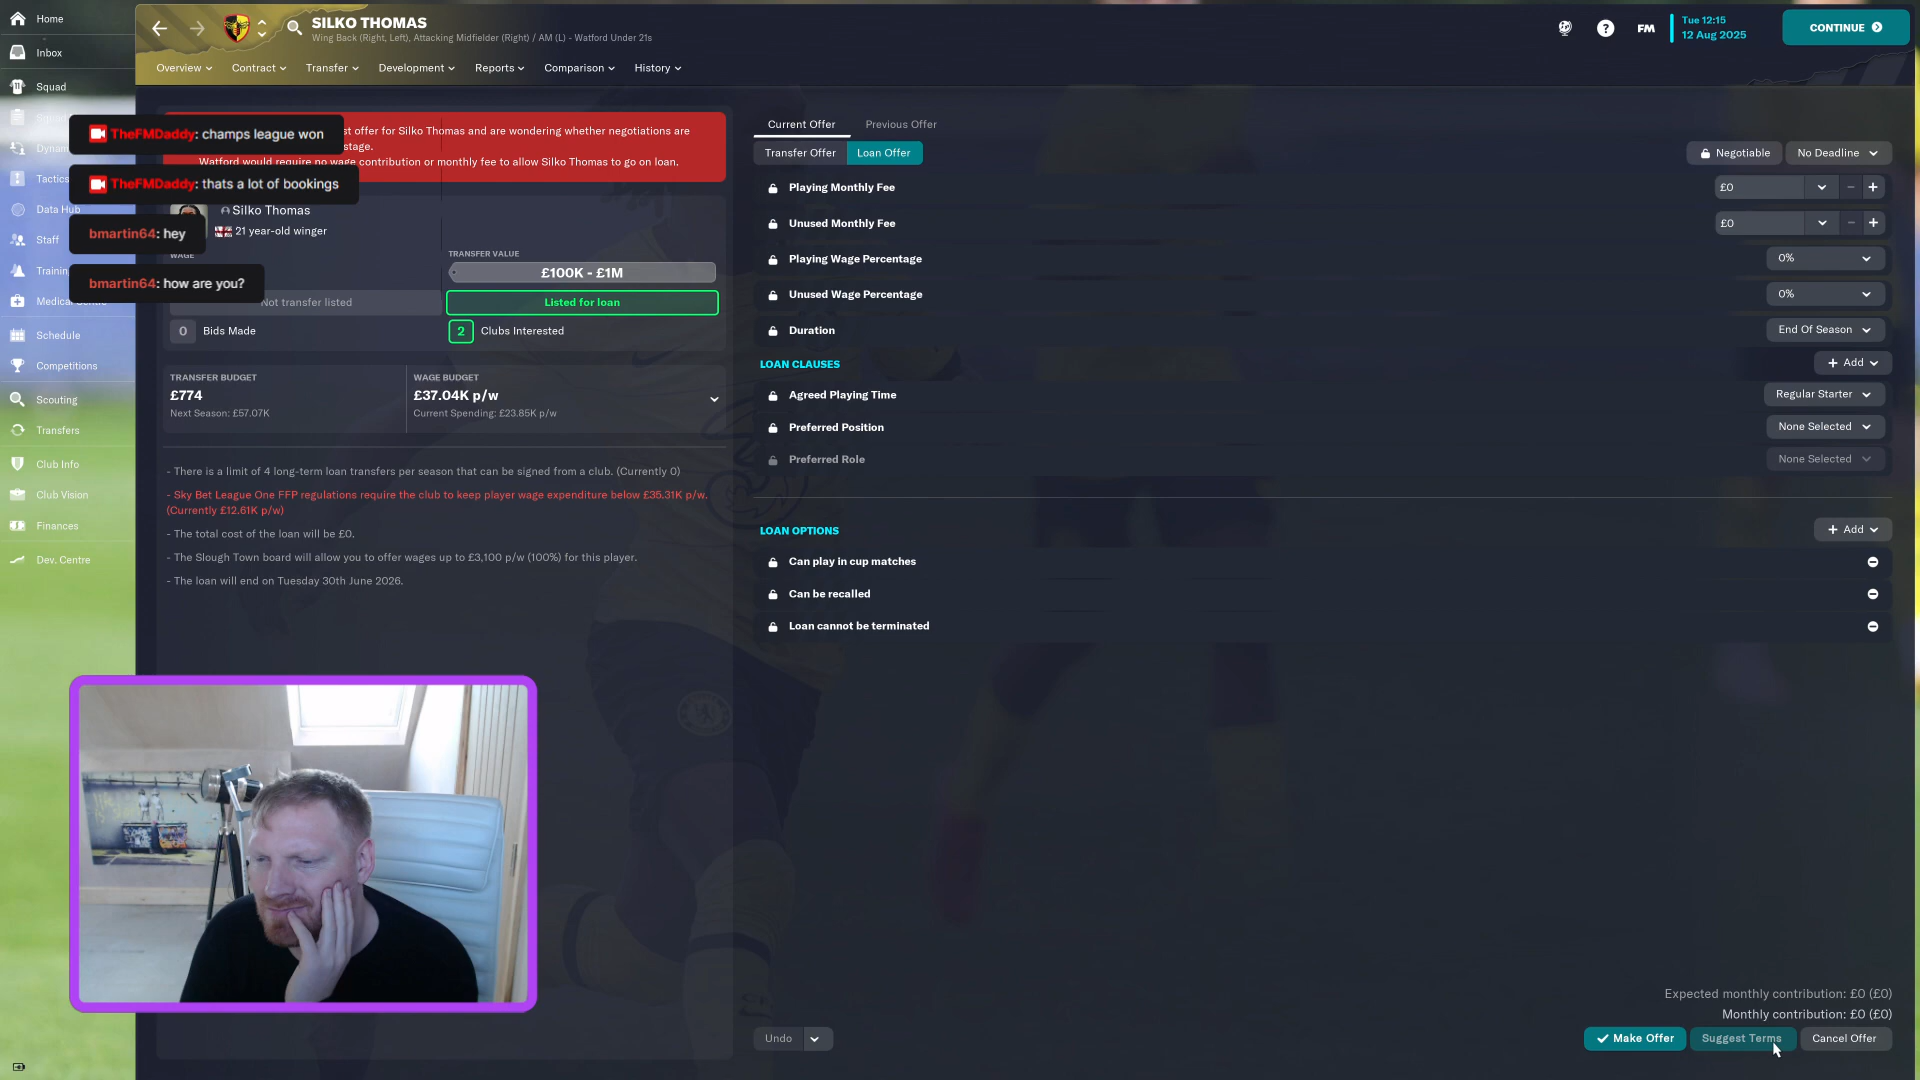 Home
Inbox
Squad
Tactics
Data Hub
Staff
Schedule
Competitions
Scouting
Transfers
Club Info
Club Vision
Finances
Dev. Centre
SILKO THOMAS
Wing Back (Right, Left), Attacking Midfielder (Right) / AM (L) - Watford Under 21s
FM
Tue 12:15
12 Aug 2025
CONTINUE
Overview
Contract
Transfer
Development
Reports
Comparison
History
TheFMDaddy: champs league won
TheFMDaddy: thats a lot of bookings
bmartin64: hey
bmartin64: how are you?
offer for Silko Thomas and are wondering whether negotiations are
stage.
Watford would require no wage contribution or monthly fee to allow Silko Thomas to go on loan.
Silko Thomas
21 year-old winger
WAGE
TRANSFER VALUE
£100K - £1M
Not transfer listed
Listed for loan
0 Bids Made
2 Clubs Interested
TRANSFER BUDGET
£774
Next Season: £57.07K
WAGE BUDGET
£37.04K p/w
Current Spending: £23.85K p/w
- There is a limit of 4 long-term loan transfers per season that can be signed from a club. (Currently 0)
- Sky Bet League One FFP regulations require the club to keep player wage expenditure below £35.31K p/w.
(Currently £12.61K p/w)
- The total cost of the loan will be £0.
- The Slough Town board will allow you to offer wages up to £3,100 p/w (100%) for this player.
- The loan will end on Tuesday 30th June 2026.
Current Offer
Previous Offer
Transfer Offer
Loan Offer
Negotiable
No Deadline
Playing Monthly Fee
£0
Unused Monthly Fee
£0
Playing Wage Percentage
0%
Unused Wage Percentage
0%
Duration
End Of Season
LOAN CLAUSES
+ Add
Agreed Playing Time
Regular Starter
Preferred Position
None Selected
Preferred Role
None Selected
LOAN OPTIONS
+ Add
Can play in cup matches
Can be recalled
Loan cannot be terminated
Expected monthly contribution: £0 (£0)
Monthly contribution: £0 (£0)
Undo
Make Offer
Suggest Terms
Cancel Offer